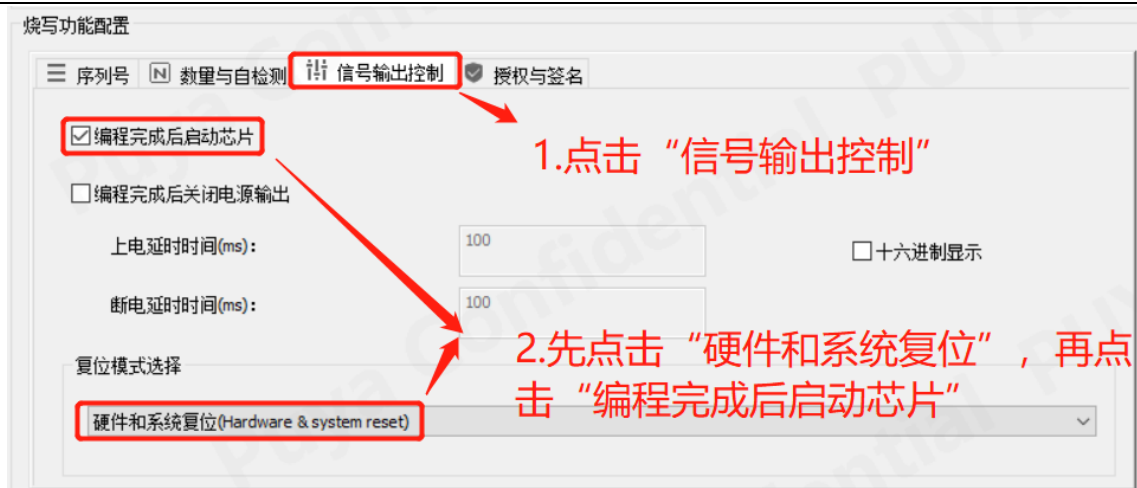 烧写功能配置
序列号 N 数量与自检测 信号输出控制 授权与签名
编程完成后启动芯片
1.点击“信号输出控制”
编程完成后关闭电源输出
上电延时时间(ms): 100 十六进制显示
断电延时时间(ms): 100
2.先点击“硬件和系统复位”,再点
击“编程完成后启动芯片”
复位模式选择
硬件和系统复位(Hardware & system reset)
Puya Confidential PUYA
Puya Confidential PUYA